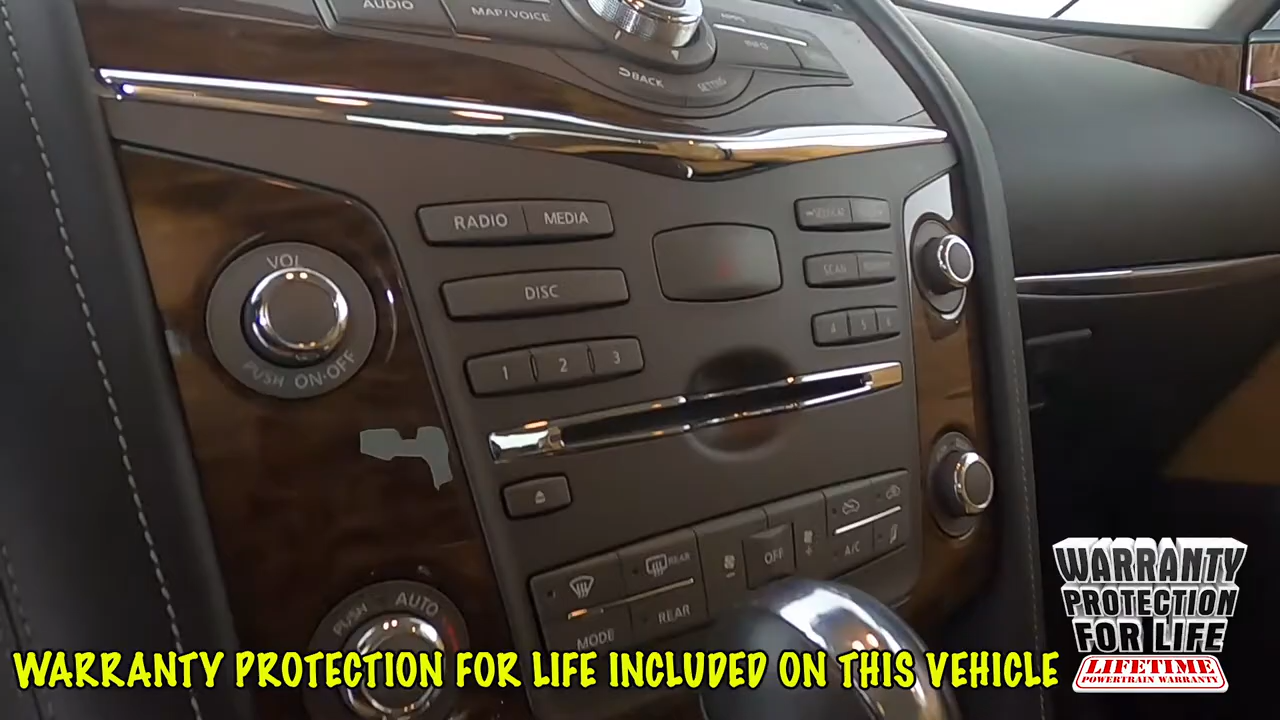 AUDIO
MAP/VOICE
INFO
BACK
SETTING
RADIO
MEDIA
VOL
PUSH ON·OFF
DISC
SCAN
1
2
3
4
5
6
REAR
OFF
A/C
MODE
REAR
PUSH
AUTO
WARRANTY PROTECTION FOR LIFE INCLUDED ON THIS VEHICLE
WARRANTY
PROTECTION
FOR LIFE
LIFETIME
POWERTRAIN WARRANTY